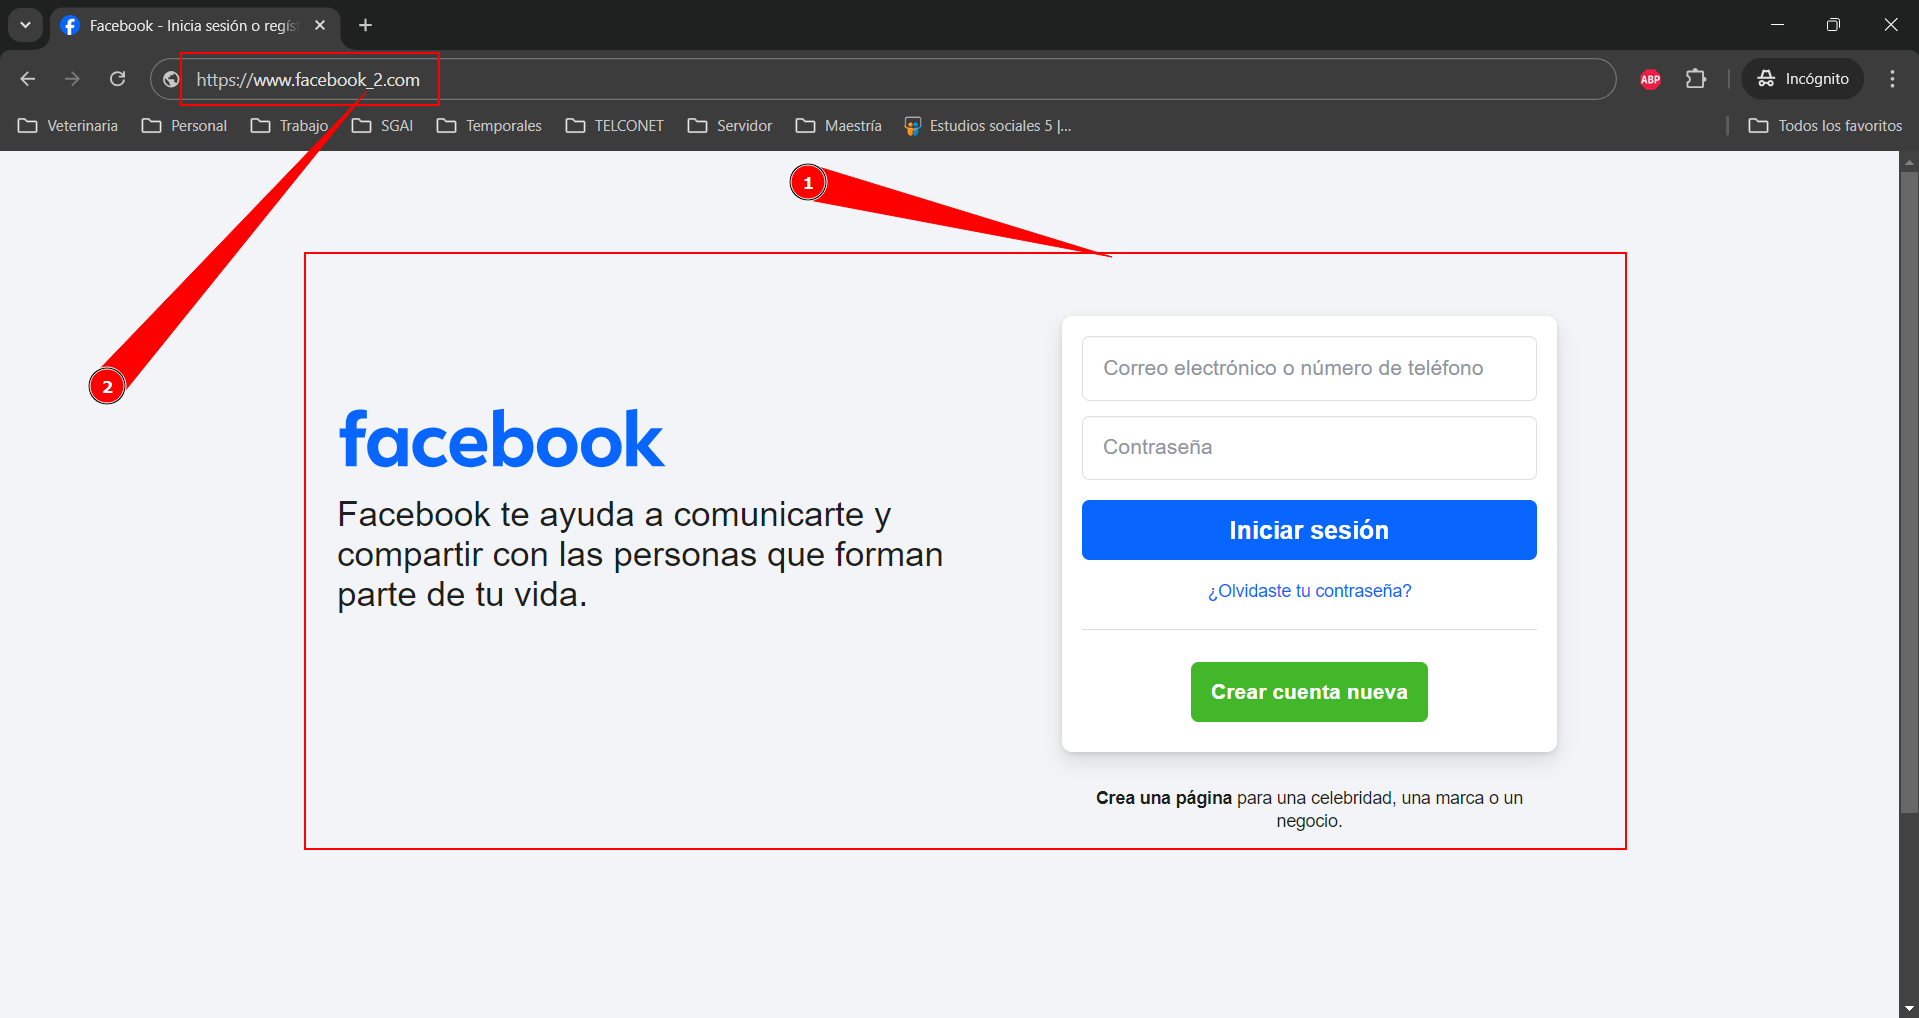 Facebook - Inicia sesión o regís
https://www.facebook_2.com
ABP
Incógnito
Veterinaria
Personal
Trabajo
SGAI
Temporales
TELCONET
Servidor
Maestría
Estudios sociales 5 |...
Todos los favoritos
1
2
facebook
Facebook te ayuda a comunicarte y
compartir con las personas que forman
parte de tu vida.
Correo electrónico o número de teléfono
Contraseña
Iniciar sesión
¿Olvidaste tu contraseña?
Crear cuenta nueva
Crea una página para una celebridad, una marca o un
negocio.